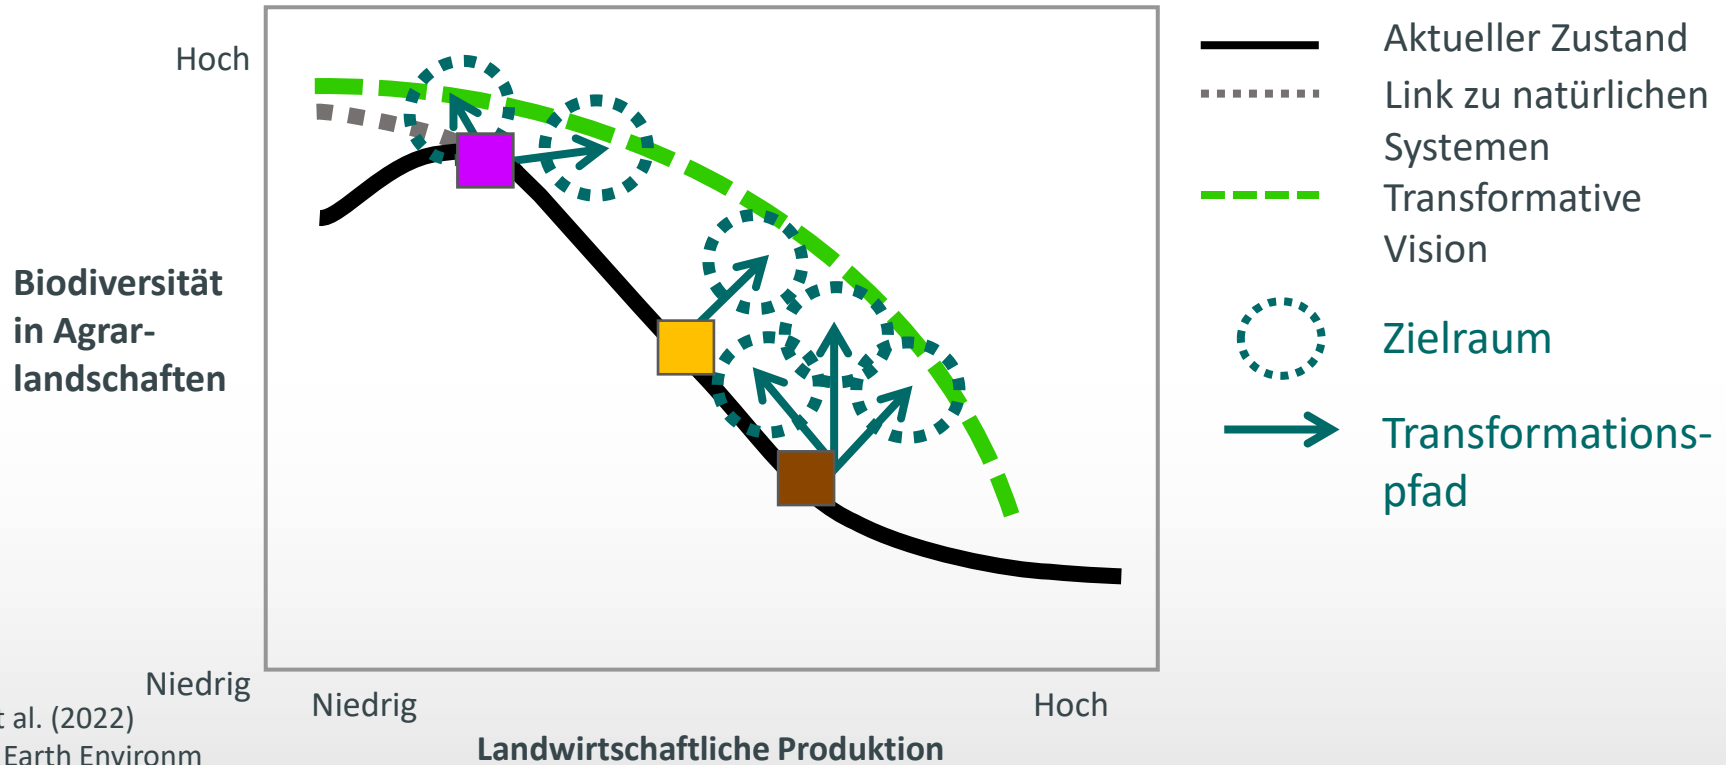 Hoch
Biodiversität
in Agrar-
landschaften
Niedrig
Niedrig
Hoch
Landwirtschaftliche Produktion
t al. (2022)
Earth Environm
Aktueller Zustand
Link zu natürlichen
Systemen
Transformative
Vision
Zielraum
Transformations-
pfad